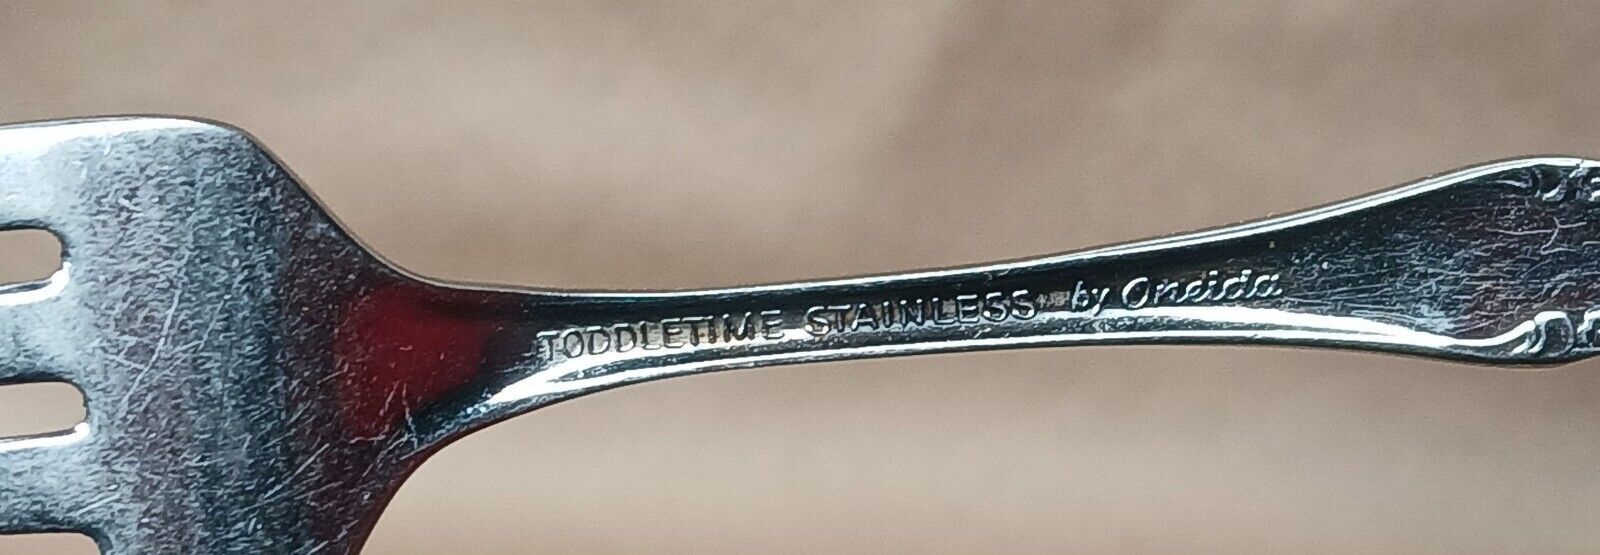 TODDLETIME STAINLESS by Oneida